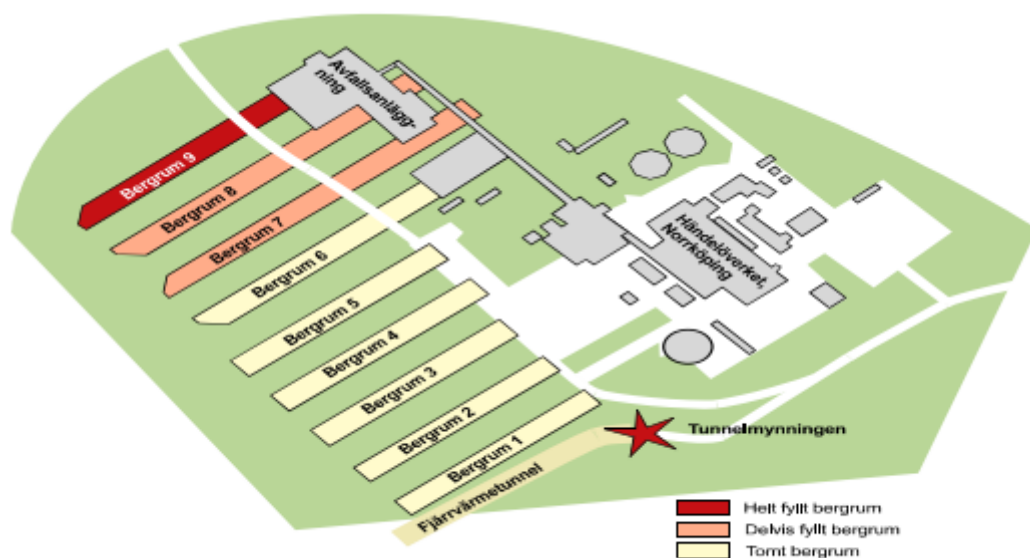 Avfallsanlägg-
ning
Bergrum 9
Bergrum 8
Bergrum 7
Bergrum 6
Bergrum 5
Bergrum 4
Bergrum 3
Bergrum 2
Bergrum 1
Fjärrvärmetunnel
Händelöverket,
Norrköping
Tunnelmynningen
Helt fyllt bergrum
Delvis fyllt bergrum
Tomt bergrum